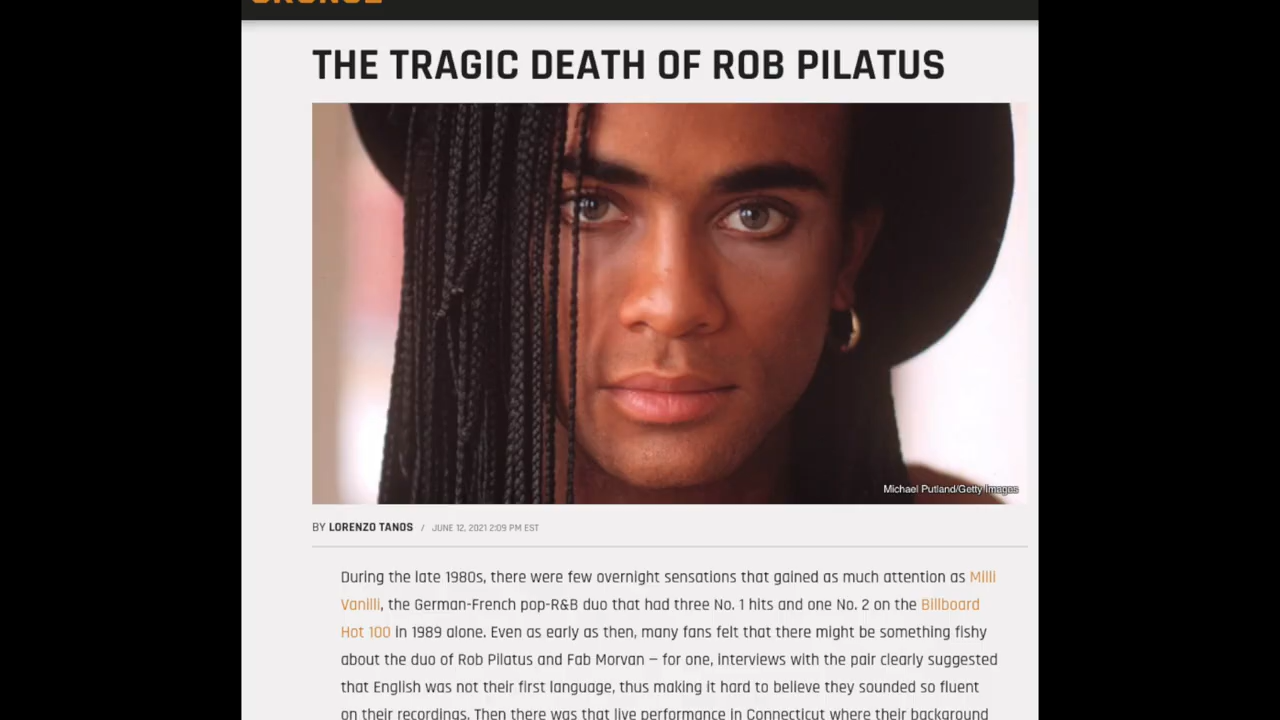 THE TRAGIC DEATH OF ROB PILATUS
Michael Putland/Getty Images
BY LORENZO TANOS / JUNE 12, 2021 2:09 PM EST
During the late 1980s, there were few overnight sensations that gained as much attention as Milli
Vanilli, the German-French pop-R&B duo that had three No. 1 hits and one No. 2 on the Billboard
Hot 100 in 1989 alone. Even as early as then, many fans felt that there might be something fishy
about the duo of Rob Pilatus and Fab Morvan — for one, interviews with the pair clearly suggested
that English was not their first language, thus making it hard to believe they sounded so fluent
on their recordings. Then there was that live performance in Connecticut where their background